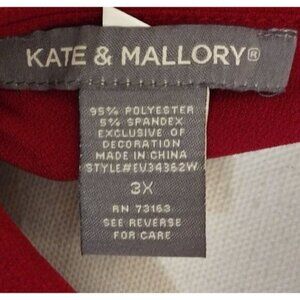 KATE & MALLORY®
95% POLYESTER
5% SPANDEX
EXCLUSIVE OF
DECORATION
MADE IN CHINA
STYLE#EV34362W
3X
RN 73163
SEE REVERSE
FOR CARE